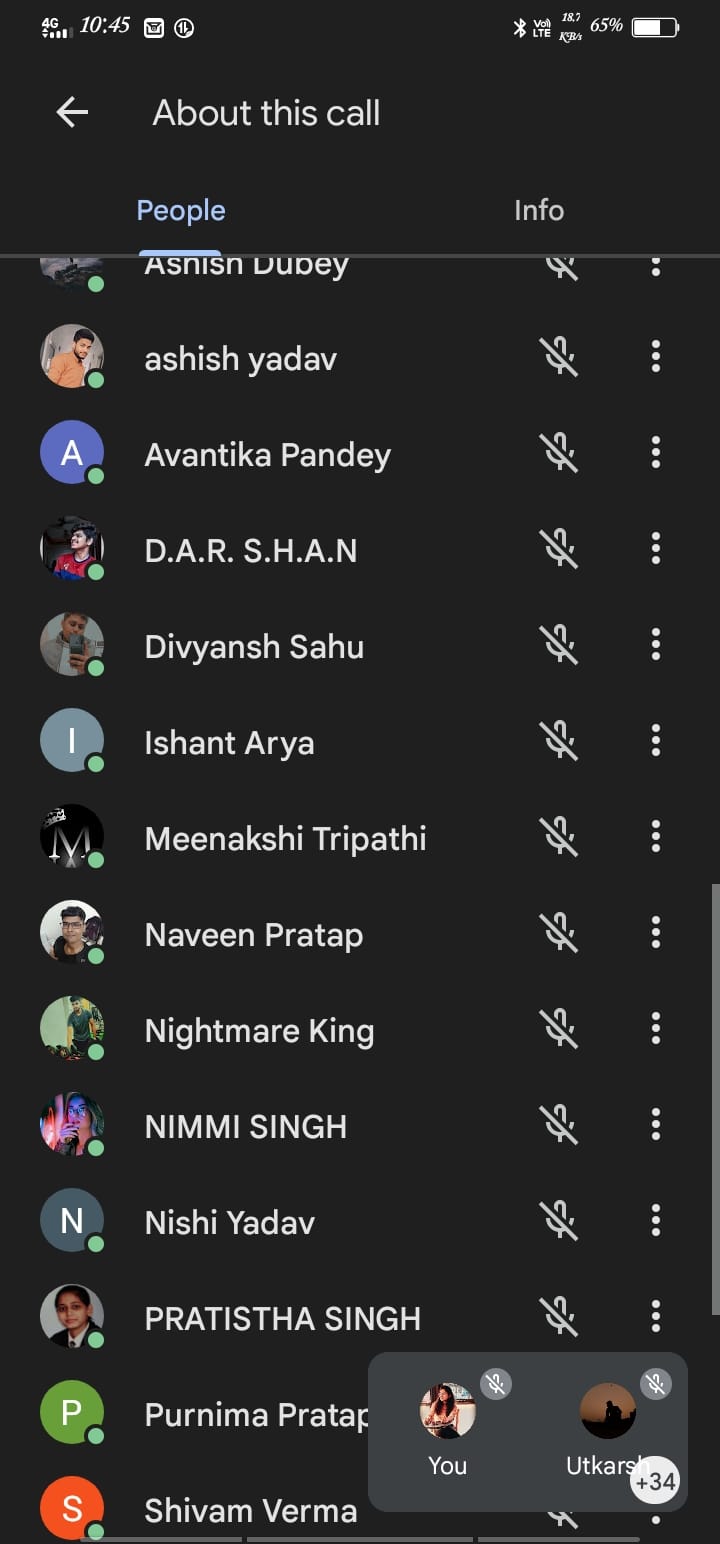 4G 10:45 Vo) LTE 18.7 KB/s 65%
About this call
People Info
Ashish Dubey
ashish yadav
A Avantika Pandey
D.A.R. S.H.A.N
Divyansh Sahu
I Ishant Arya
M Meenakshi Tripathi
Naveen Pratap
Nightmare King
NIMMI SINGH
N Nishi Yadav
PRATISTHA SINGH
P Purnima Pratap
You Utkarsh
+34
S Shivam Verma